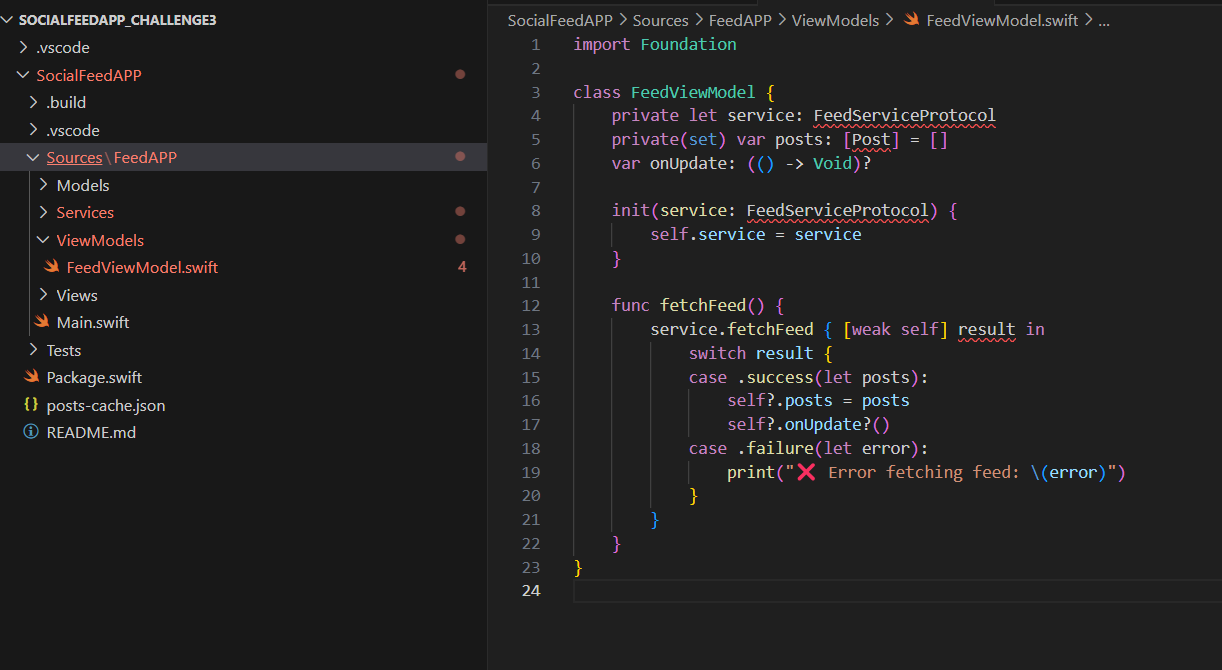 SOCIALFEEDAPP_CHALLENGE3
.vscode
SocialFeedAPP
.build
.vscode
Sources\FeedAPP
Models
Services
ViewModels
FeedViewModel.swift 4
Views
Main.swift
Tests
Package.swift
{} posts-cache.json
README.md
SocialFeedAPP > Sources > FeedAPP > ViewModels > FeedViewModel.swift > ...
1 import Foundation
2
3 class FeedViewModel {
4     private let service: FeedServiceProtocol
5     private(set) var posts: [Post] = []
6     var onUpdate: (() -> Void)?
7
8     init(service: FeedServiceProtocol) {
9         self.service = service
10     }
11
12     func fetchFeed() {
13         service.fetchFeed { [weak self] result in
14             switch result {
15             case .success(let posts):
16                 self?.posts = posts
17                 self?.onUpdate?()
18             case .failure(let error):
19                 print("❌ Error fetching feed: \(error)")
20             }
21         }
22     }
23 }
24